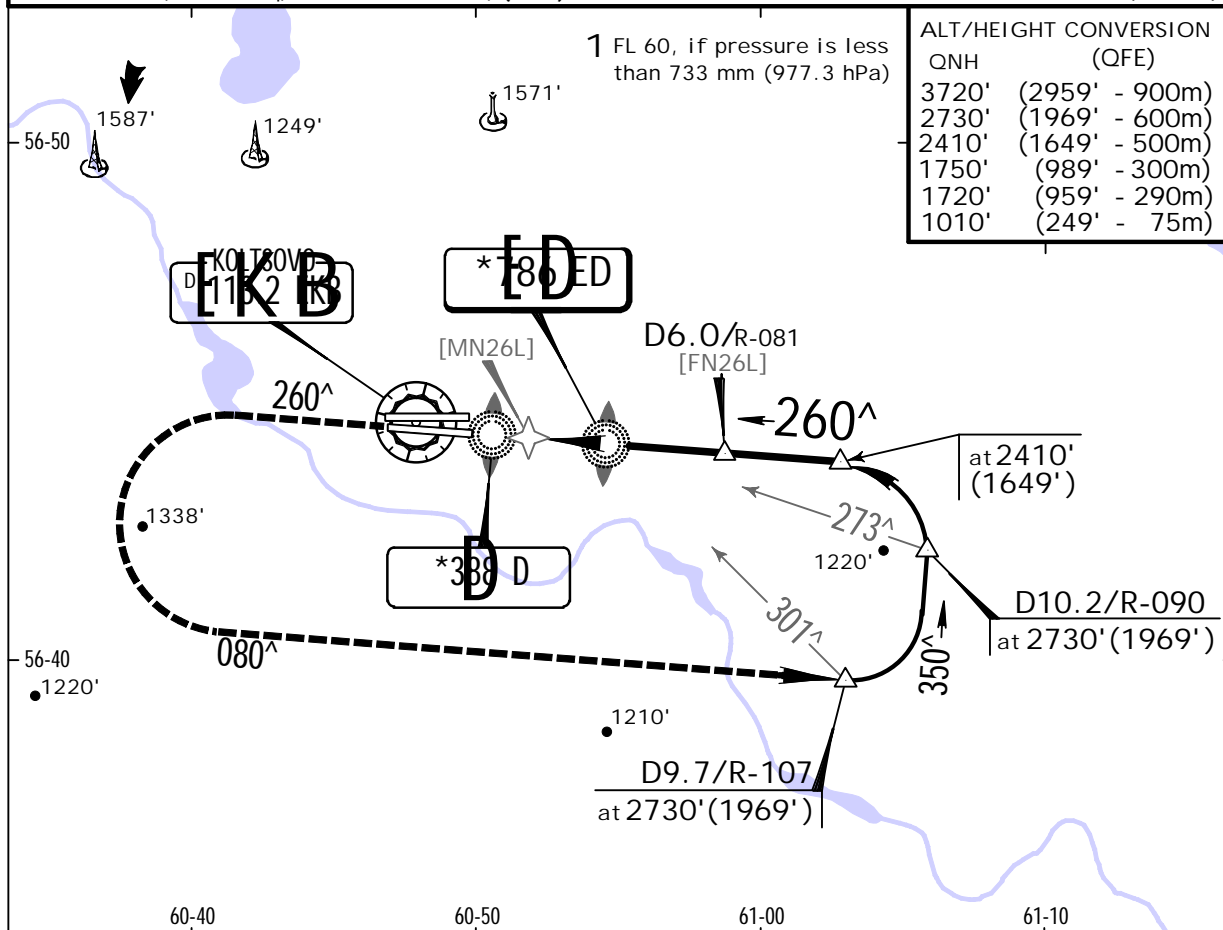 1 FL 60, if pressure is less
than 733 mm (977.3 hPa)
ALT/HEIGHT CONVERSION
QNH (QFE)
3720' (2959' - 900m)
2730' (1969' - 600m)
2410' (1649' - 500m)
1750' (989' - 300m)
1720' (959' - 290m)
1010' (249' - 75m)
1587'
1249'
1571'
56-50
KOLTSOVO
D
EKB
*786 ED
ED
[MN26L]
D6.0/R-081
[FN26L]
260^
260^
at 2410'
(1649')
1338'
273^
1220'
*388 D
D
D10.2/R-090
at 2730'(1969')
301^
350^
080^
56-40
1220'
1210'
D9.7/R-107
at 2730'(1969')
60-40
60-50
61-00
61-10